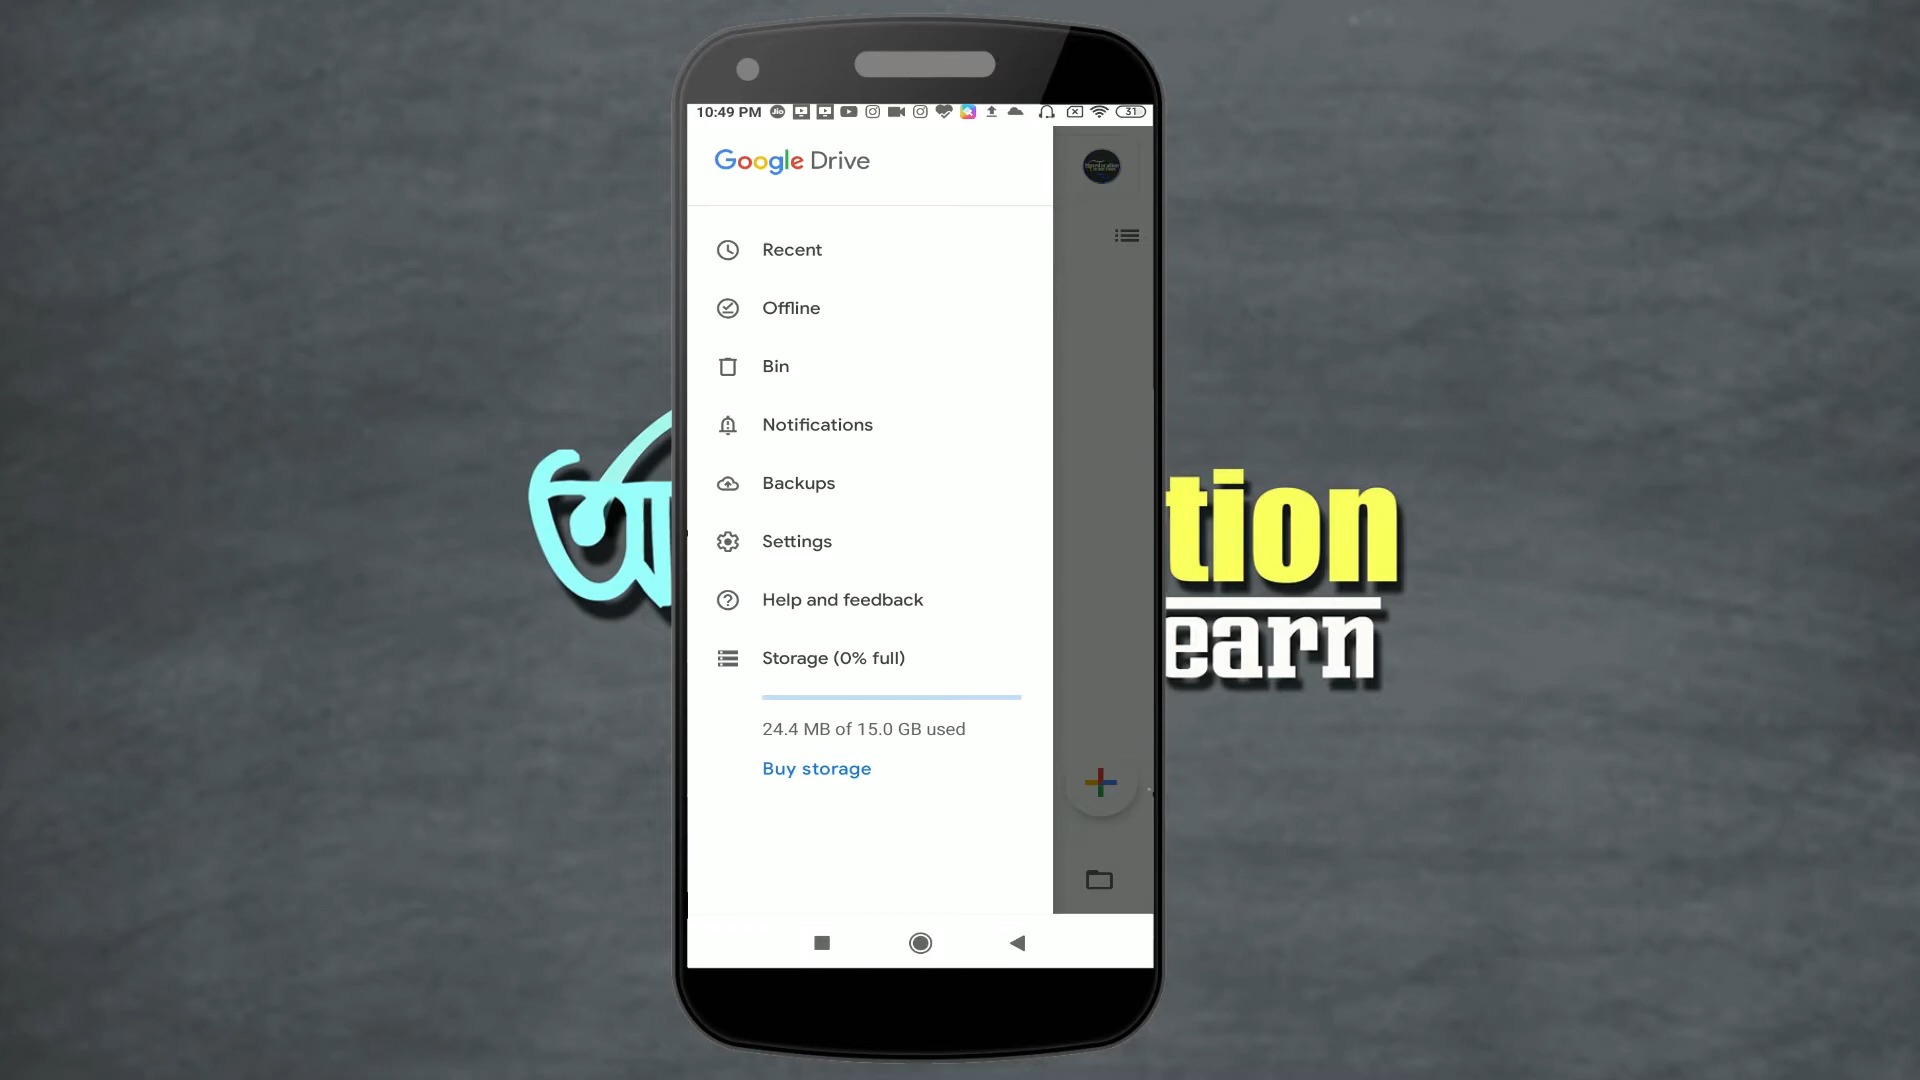 10:49 PM
31
Google Drive
Recent
Offline
Bin
Notifications
Backups
Settings
Help and feedback
Storage (0% full)
24.4 MB of 15.0 GB used
Buy storage
আ
tion
earn